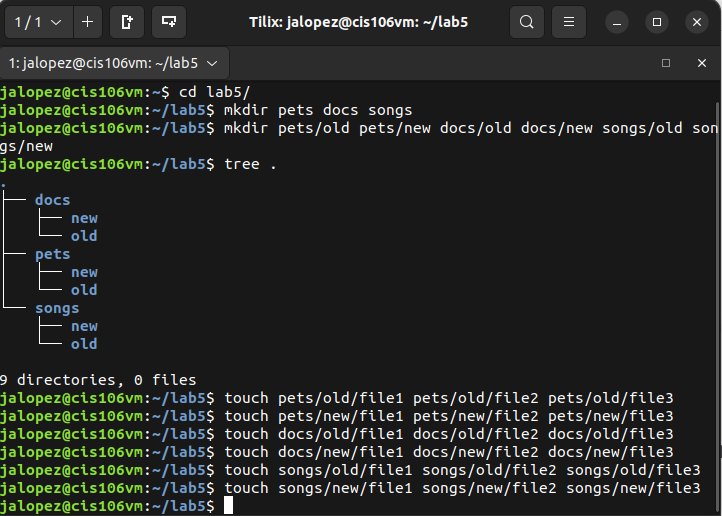 1 / 1
Tilix: jalopez@cis106vm: ~/lab5
1: jalopez@cis106vm: ~/lab5
jalopez@cis106vm:~$ cd lab5/
jalopez@cis106vm:~/lab5$ mkdir pets docs songs
jalopez@cis106vm:~/lab5$ mkdir pets/old pets/new docs/old docs/new songs/old son
gs/new
jalopez@cis106vm:~/lab5$ tree .
.
├── docs
│   ├── new
│   └── old
├── pets
│   ├── new
│   └── old
└── songs
    ├── new
    └── old
9 directories, 0 files
jalopez@cis106vm:~/lab5$ touch pets/old/file1 pets/old/file2 pets/old/file3
jalopez@cis106vm:~/lab5$ touch pets/new/file1 pets/new/file2 pets/new/file3
jalopez@cis106vm:~/lab5$ touch docs/old/file1 docs/old/file2 docs/old/file3
jalopez@cis106vm:~/lab5$ touch docs/new/file1 docs/new/file2 docs/new/file3
jalopez@cis106vm:~/lab5$ touch songs/old/file1 songs/old/file2 songs/old/file3
jalopez@cis106vm:~/lab5$ touch songs/new/file1 songs/new/file2 songs/new/file3
jalopez@cis106vm:~/lab5$